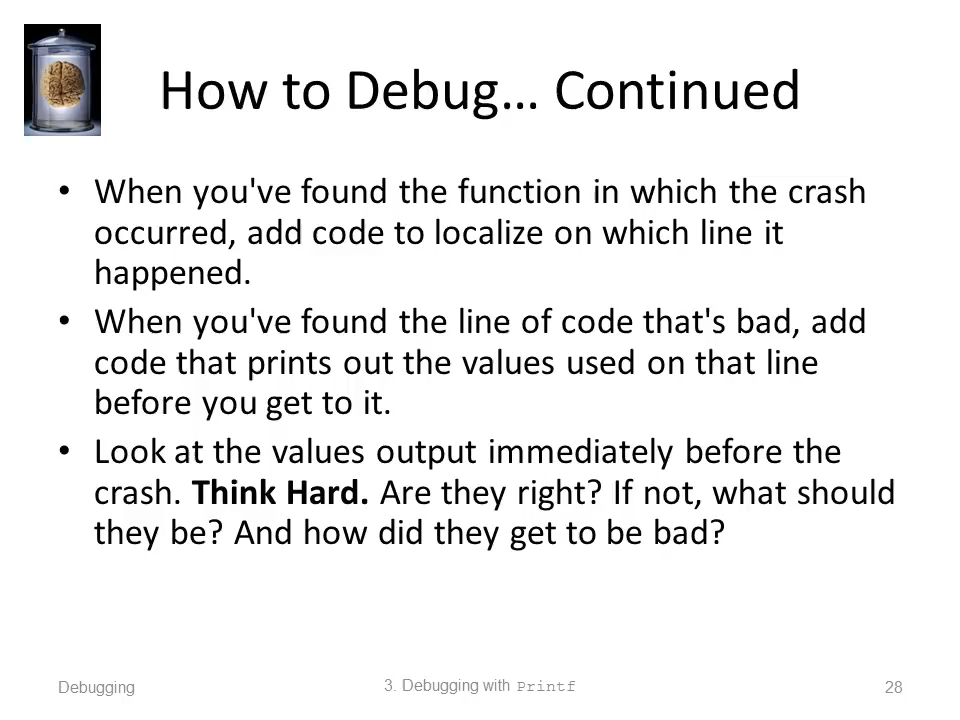 How to Debug… Continued
• When you've found the function in which the crash
occurred, add code to localize on which line it
happened.
• When you've found the line of code that's bad, add
code that prints out the values used on that line
before you get to it.
• Look at the values output immediately before the
crash. Think Hard. Are they right? If not, what should
they be? And how did they get to be bad?
Debugging
3. Debugging with Printf
28